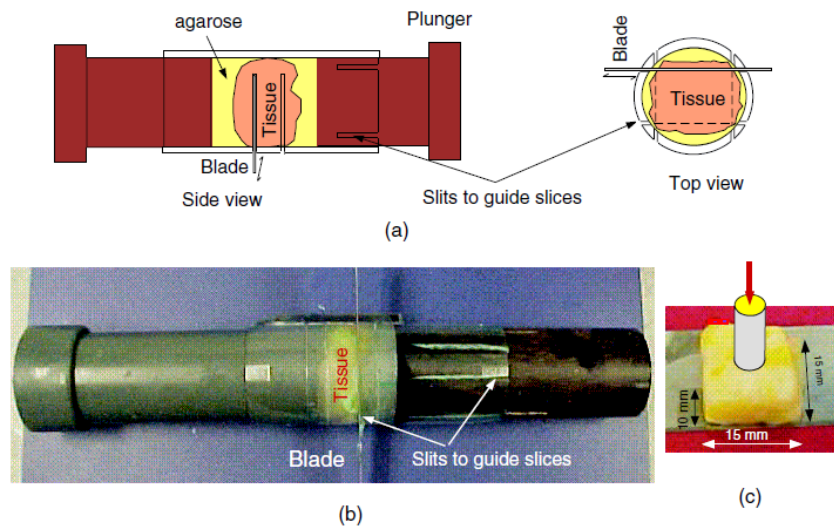 agarose
Plunger
Blade
Tissue
Tissue
Blade
Side view
Slits to guide slices
Top view
(a)
Tissue
Blade
Slits to guide slices
(b)
15 mm
10 mm
15 mm
(c)